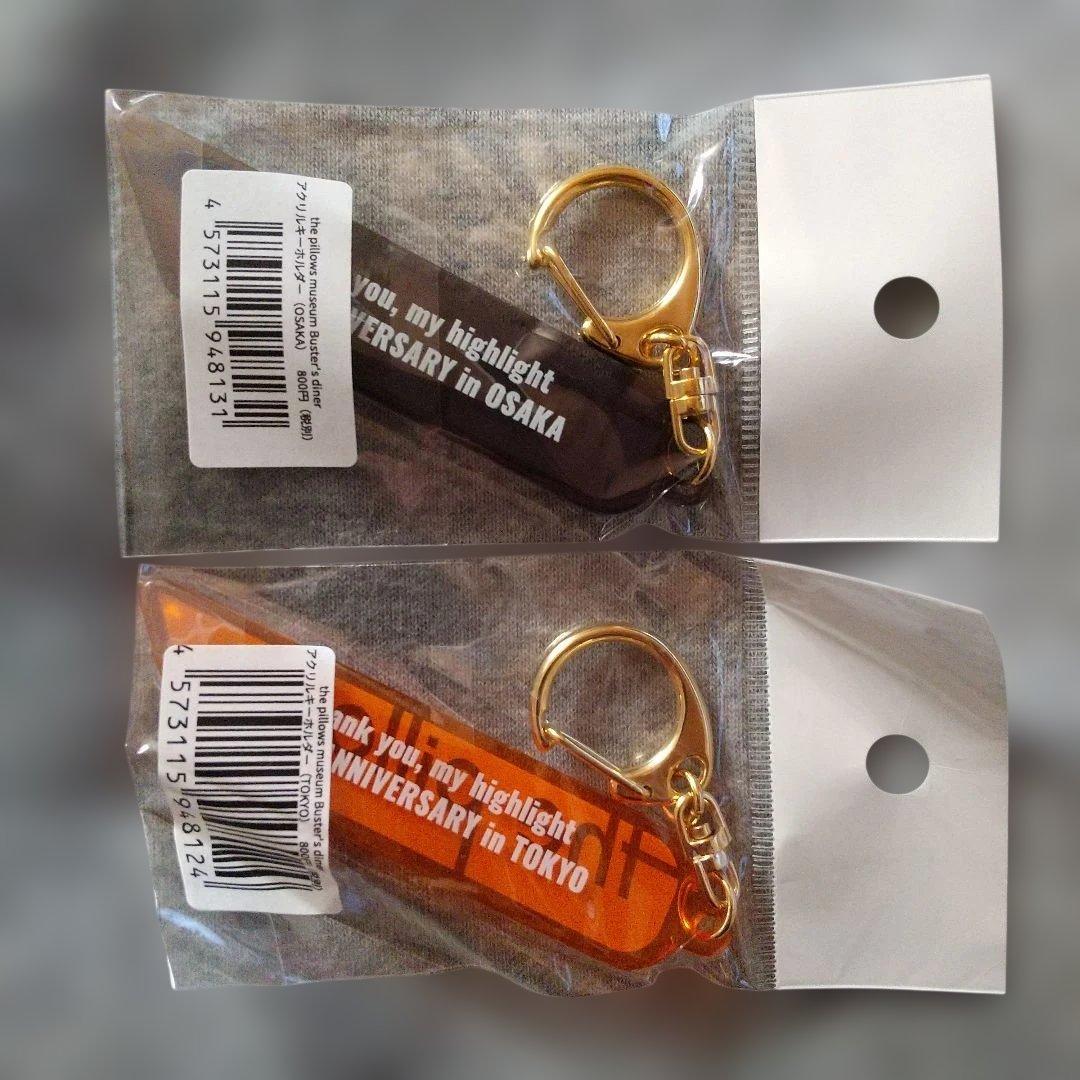 the pillows museum Buster's diner
アクリルキーホルダー (OSAKA) 800円 (税別)
4 573115 948131
you, my highlight
VERSARY in OSAKA
the pillows museum Buster's diner
アクリルキーホルダー (TOKYO) 800円 税別)
4 573115 948124
ank you, my highlight
NNIVERSARY in TOKYO